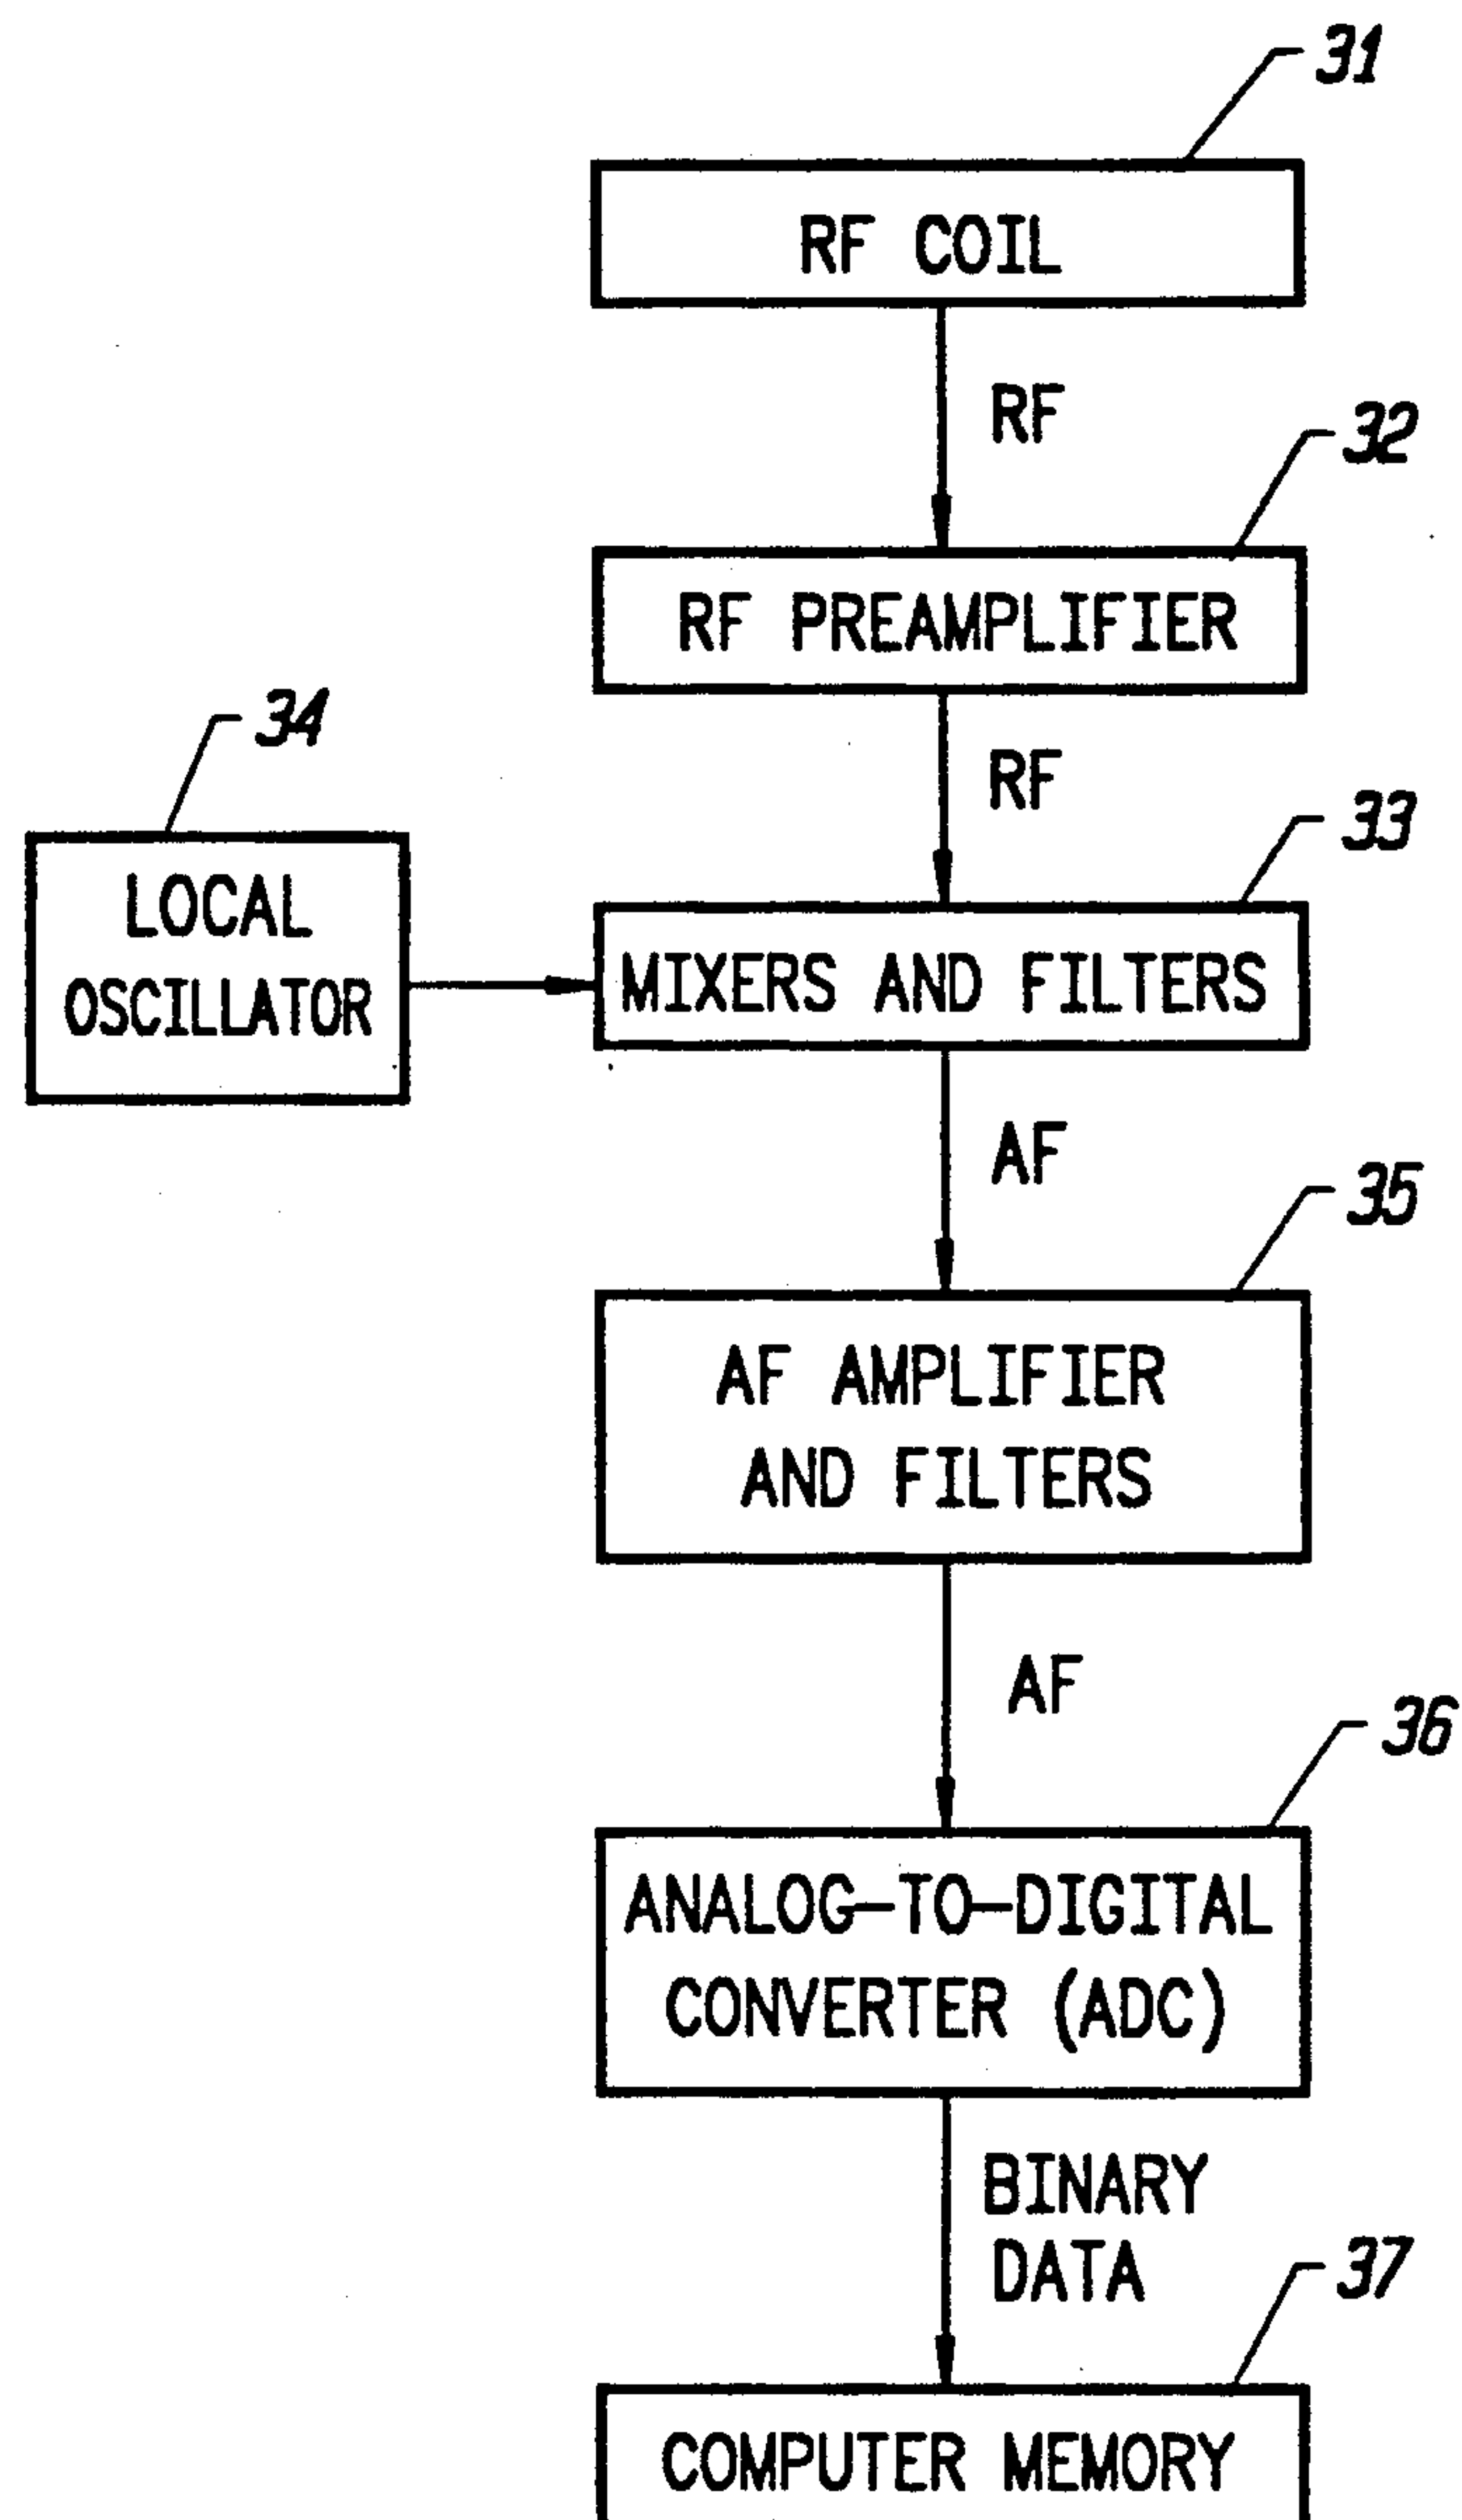 31
RF COIL
RF
32
RF PREAMPLIFIER
34
RF
33
LOCAL
OSCILLATOR
MIXERS AND FILTERS
AF
35
AF AMPLIFIER
AND FILTERS
AF
36
ANALOG-TO-DIGITAL
CONVERTER (ADC)
BINARY
DATA
37
COMPUTER MEMORY